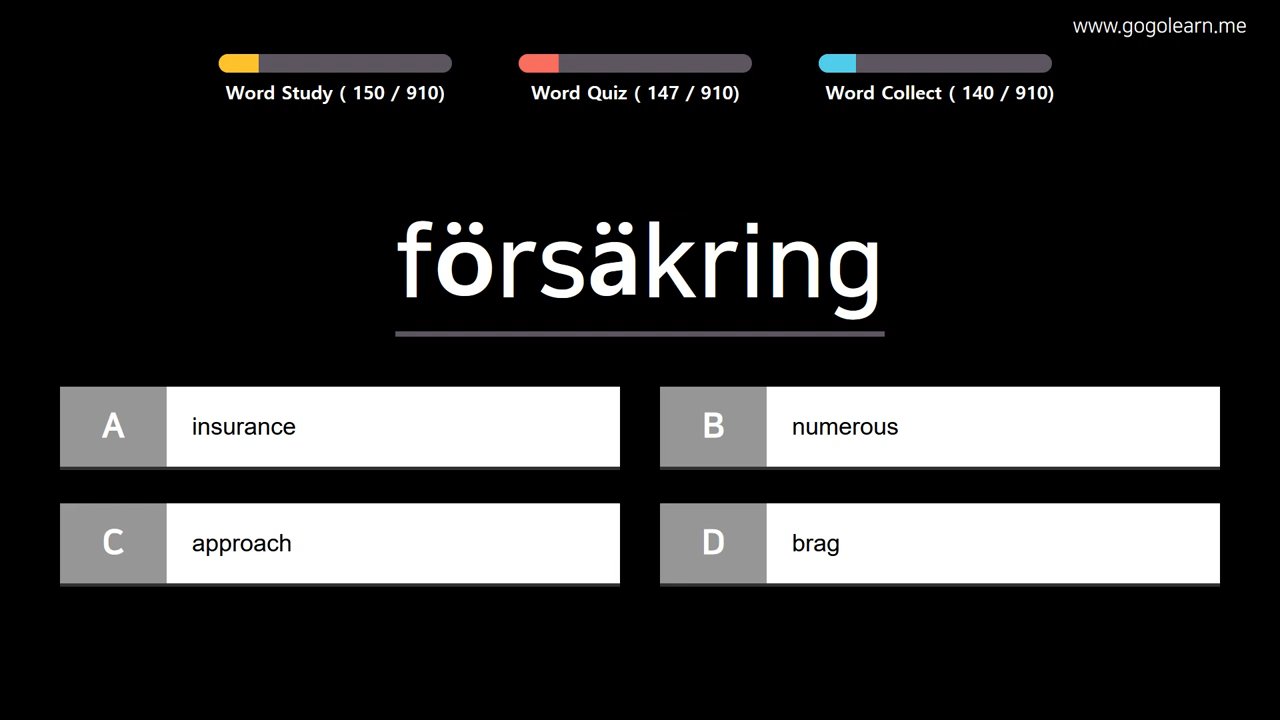 www.gogolearn.me
Word Study ( 150 / 910)
Word Quiz ( 147 / 910)
Word Collect ( 140 / 910)
försäkring
A insurance
B numerous
C approach
D brag